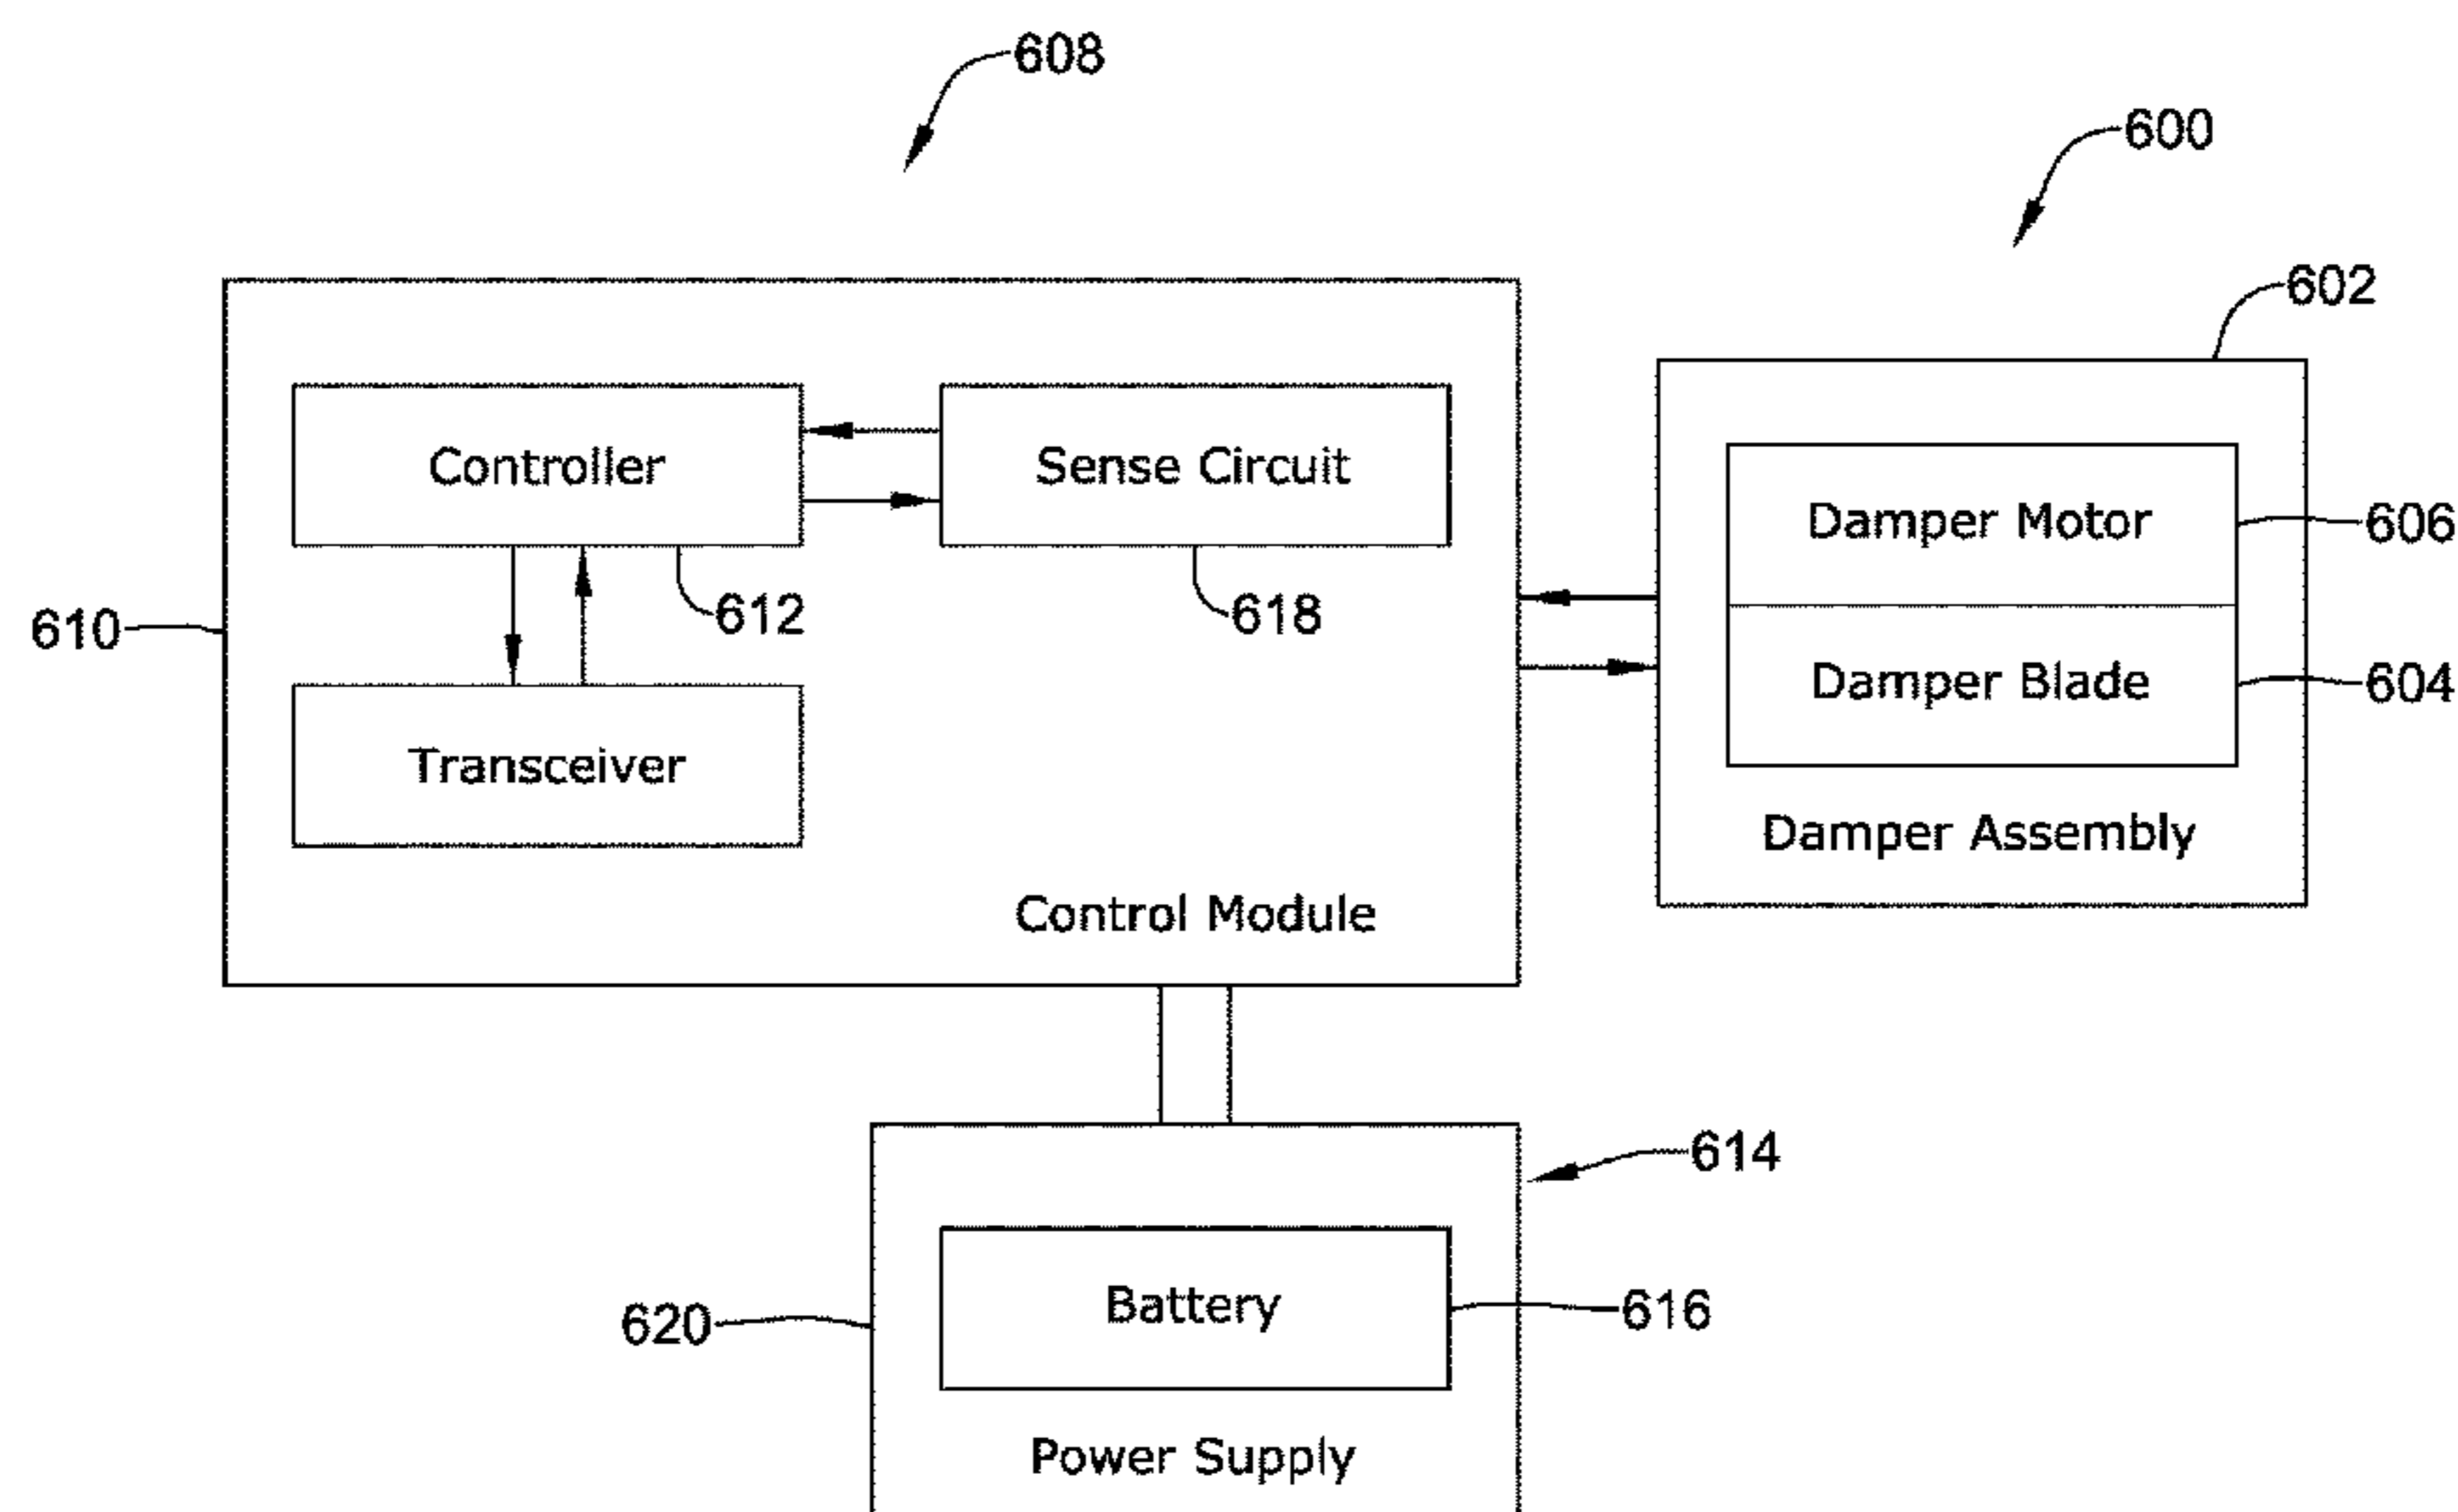 608
600
602
Controller
Sense Circuit
Damper Motor
606
610
612
618
Damper Blade
604
Transceiver
Damper Assembly
Control Module
614
Battery
620
616
Power Supply